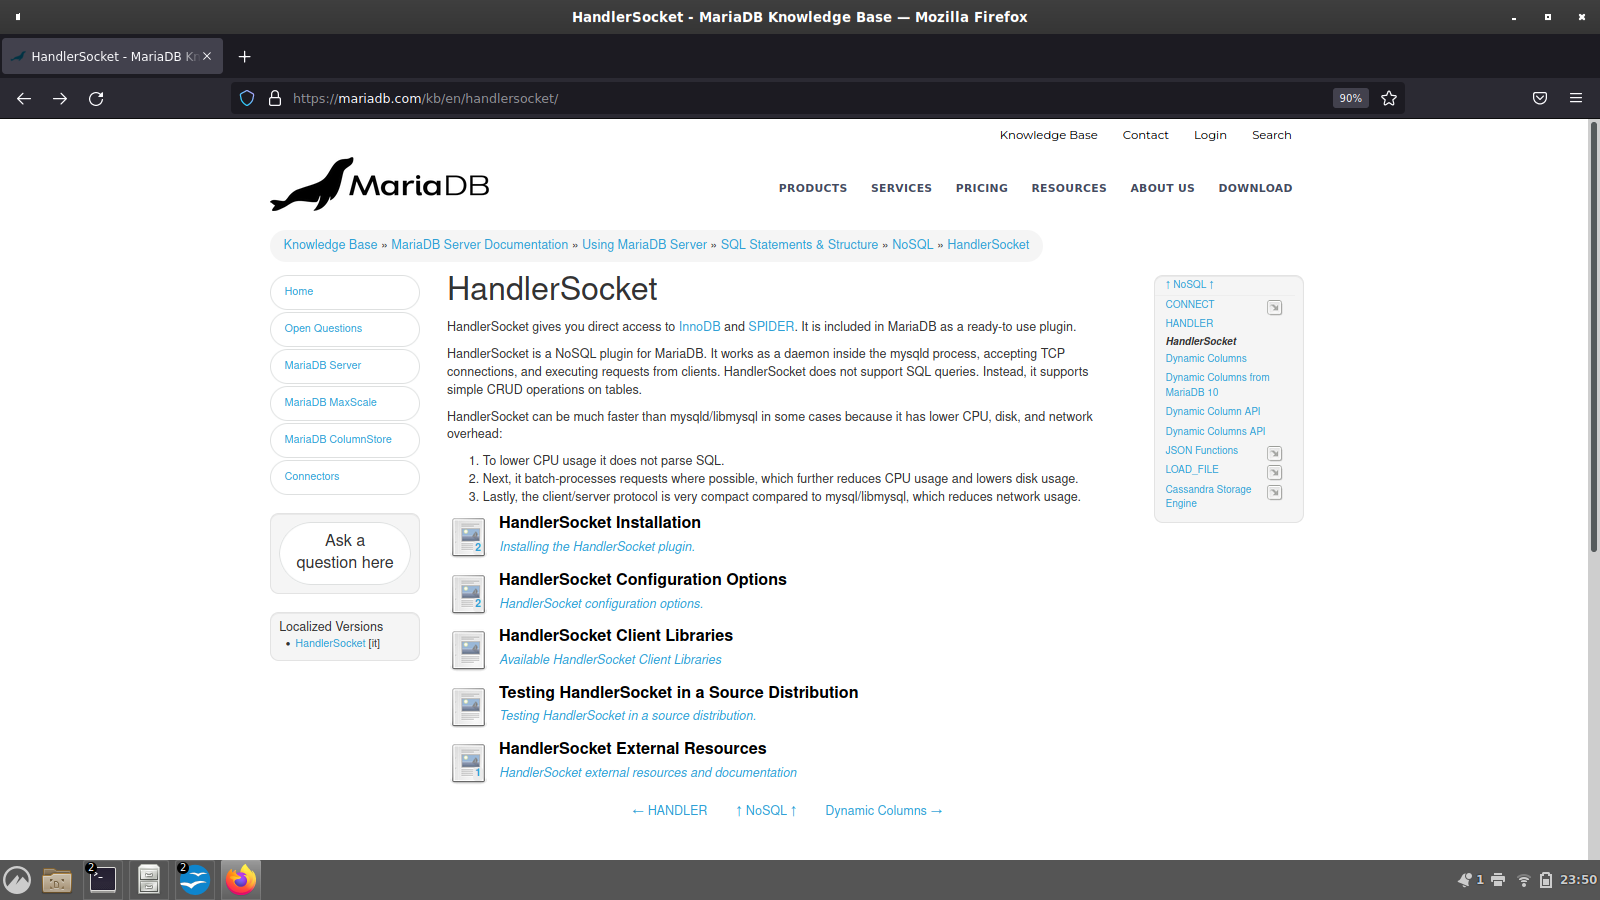 HandlerSocket - MariaDB Knowledge Base — Mozilla Firefox
HandlerSocket - MariaDB Kn
https://mariadb.com/kb/en/handlersocket/
90%
Knowledge Base Contact Login Search
MariaDB
PRODUCTS SERVICES PRICING RESOURCES ABOUT US DOWNLOAD
Knowledge Base » MariaDB Server Documentation » Using MariaDB Server » SQL Statements & Structure » NoSQL » HandlerSocket
Home
Open Questions
MariaDB Server
MariaDB MaxScale
MariaDB ColumnStore
Connectors
Ask a
question here
Localized Versions
• HandlerSocket [it]
HandlerSocket
HandlerSocket gives you direct access to InnoDB and SPIDER. It is included in MariaDB as a ready-to use plugin.
HandlerSocket is a NoSQL plugin for MariaDB. It works as a daemon inside the mysqld process, accepting TCP
connections, and executing requests from clients. HandlerSocket does not support SQL queries. Instead, it supports
simple CRUD operations on tables.
HandlerSocket can be much faster than mysqld/libmysql in some cases because it has lower CPU, disk, and network
overhead:
1. To lower CPU usage it does not parse SQL.
2. Next, it batch-processes requests where possible, which further reduces CPU usage and lowers disk usage.
3. Lastly, the client/server protocol is very compact compared to mysql/libmysql, which reduces network usage.
HandlerSocket Installation
2
Installing the HandlerSocket plugin.
HandlerSocket Configuration Options
2
HandlerSocket configuration options.
HandlerSocket Client Libraries
Available HandlerSocket Client Libraries
Testing HandlerSocket in a Source Distribution
Testing HandlerSocket in a source distribution.
HandlerSocket External Resources
1
HandlerSocket external resources and documentation
← HANDLER ↑ NoSQL ↑ Dynamic Columns →
↑ NoSQL ↑
CONNECT
HANDLER
HandlerSocket
Dynamic Columns
Dynamic Columns from
MariaDB 10
Dynamic Column API
Dynamic Columns API
JSON Functions
LOAD_FILE
Cassandra Storage
Engine
2
2
1
23:50